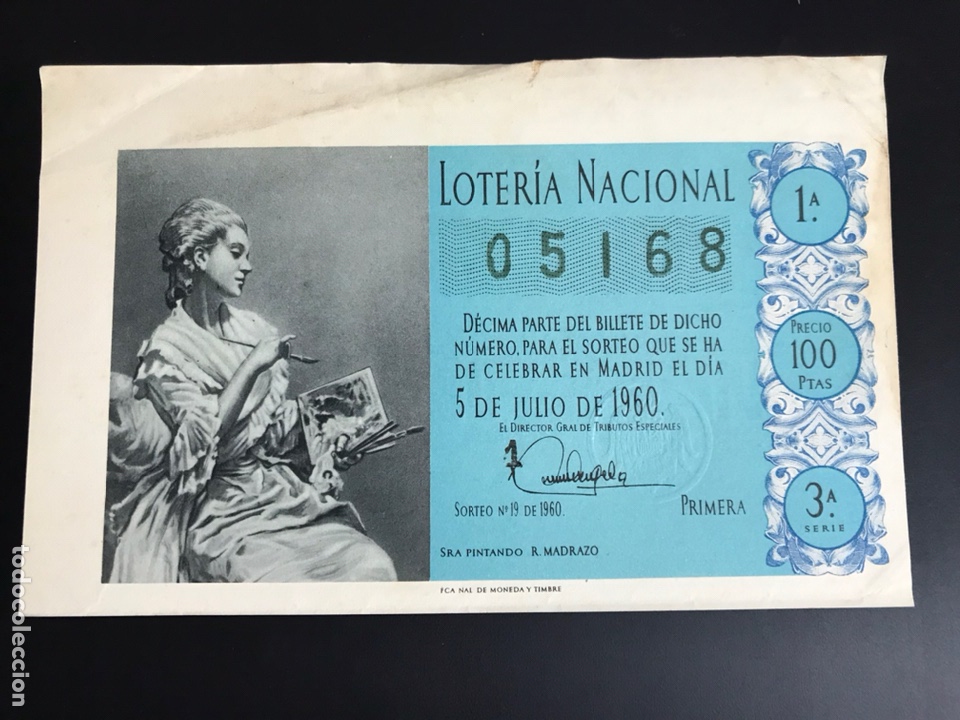 LOTERÍA NACIONAL
05168
DÉCIMA PARTE DEL BILLETE DE DICHO
NÚMERO, PARA EL SORTEO QUE SE HA
DE CELEBRAR EN MADRID EL DÍA
5 DE JULIO DE 1960.
EL DIRECTOR GRAL DE TRIBUTOS ESPECIALES
SORTEO Nº 19 DE 1960.
PRIMERA
SRA PINTANDO R. MADRAZO
1.ª
PRECIO
100
PTAS
3.ª
SERIE
FCA NAL DE MONEDA Y TIMBRE
todocoleccion